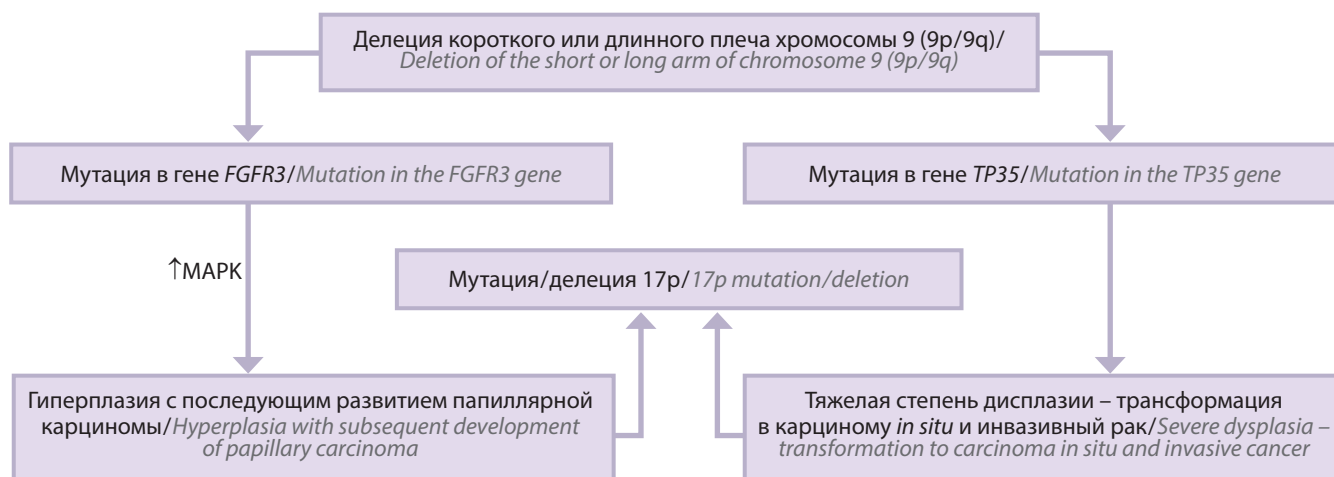 Делеция короткого или длинного плеча хромосомы 9 (9p/9q)/
Deletion of the short or long arm of chromosome 9 (9p/9q)
Мутация в гене FGFR3/Mutation in the FGFR3 gene
Мутация в гене TP35/Mutation in the TP35 gene
↑MAPK
Мутация/делеция 17p/17p mutation/deletion
Гиперплазия с последующим развитием папиллярной
карциномы/Hyperplasia with subsequent development
of papillary carcinoma
Тяжелая степень дисплазии – трансформация
в карциному in situ и инвазивный рак/Severe dysplasia –
transformation to carcinoma in situ and invasive cancer